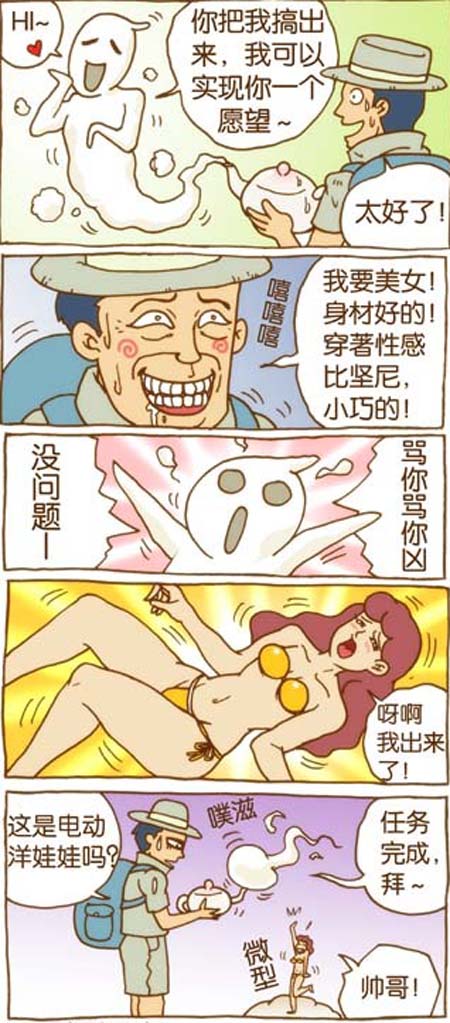 HI~
你把我搞出
来，我可以
实现你一个
愿望~
太好了！
嘻嘻嘻
我要美女！
身材好的！
穿著性感
比坚尼，
小巧的！
没问题—
骂你骂你凶
呀啊
我出来
了！
这是电动
洋娃娃吗？
噗滋
任务
完成，
拜~
微型
帅哥！